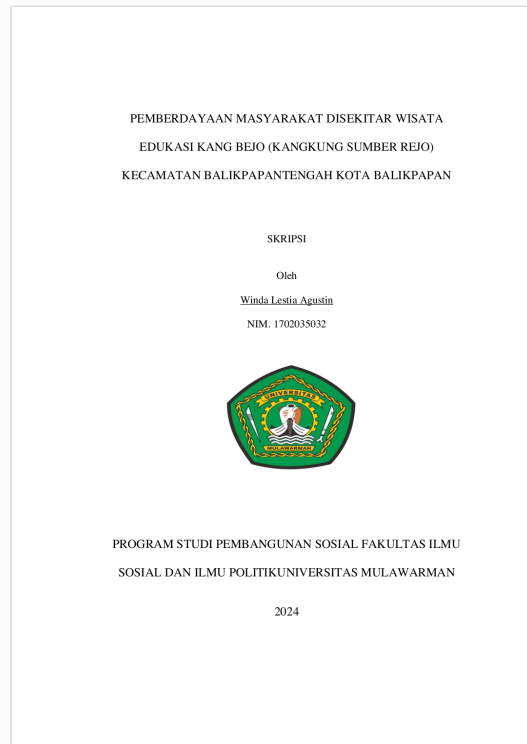 PEMBERDAYAAN MASYARAKAT DISEKITAR WISATA
EDUKASI KANG BEJO (KANGKUNG SUMBER REJO)
KECAMATAN BALIKPAPANTENGAH KOTA BALIKPAPAN
SKRIPSI
Oleh
Winda Lestia Agustin
NIM. 1702035032
UNIVERSITAS
MULAWARMAN
PROGRAM STUDI PEMBANGUNAN SOSIAL FAKULTAS ILMU
SOSIAL DAN ILMU POLITIKUNIVERSITAS MULAWARMAN
2024